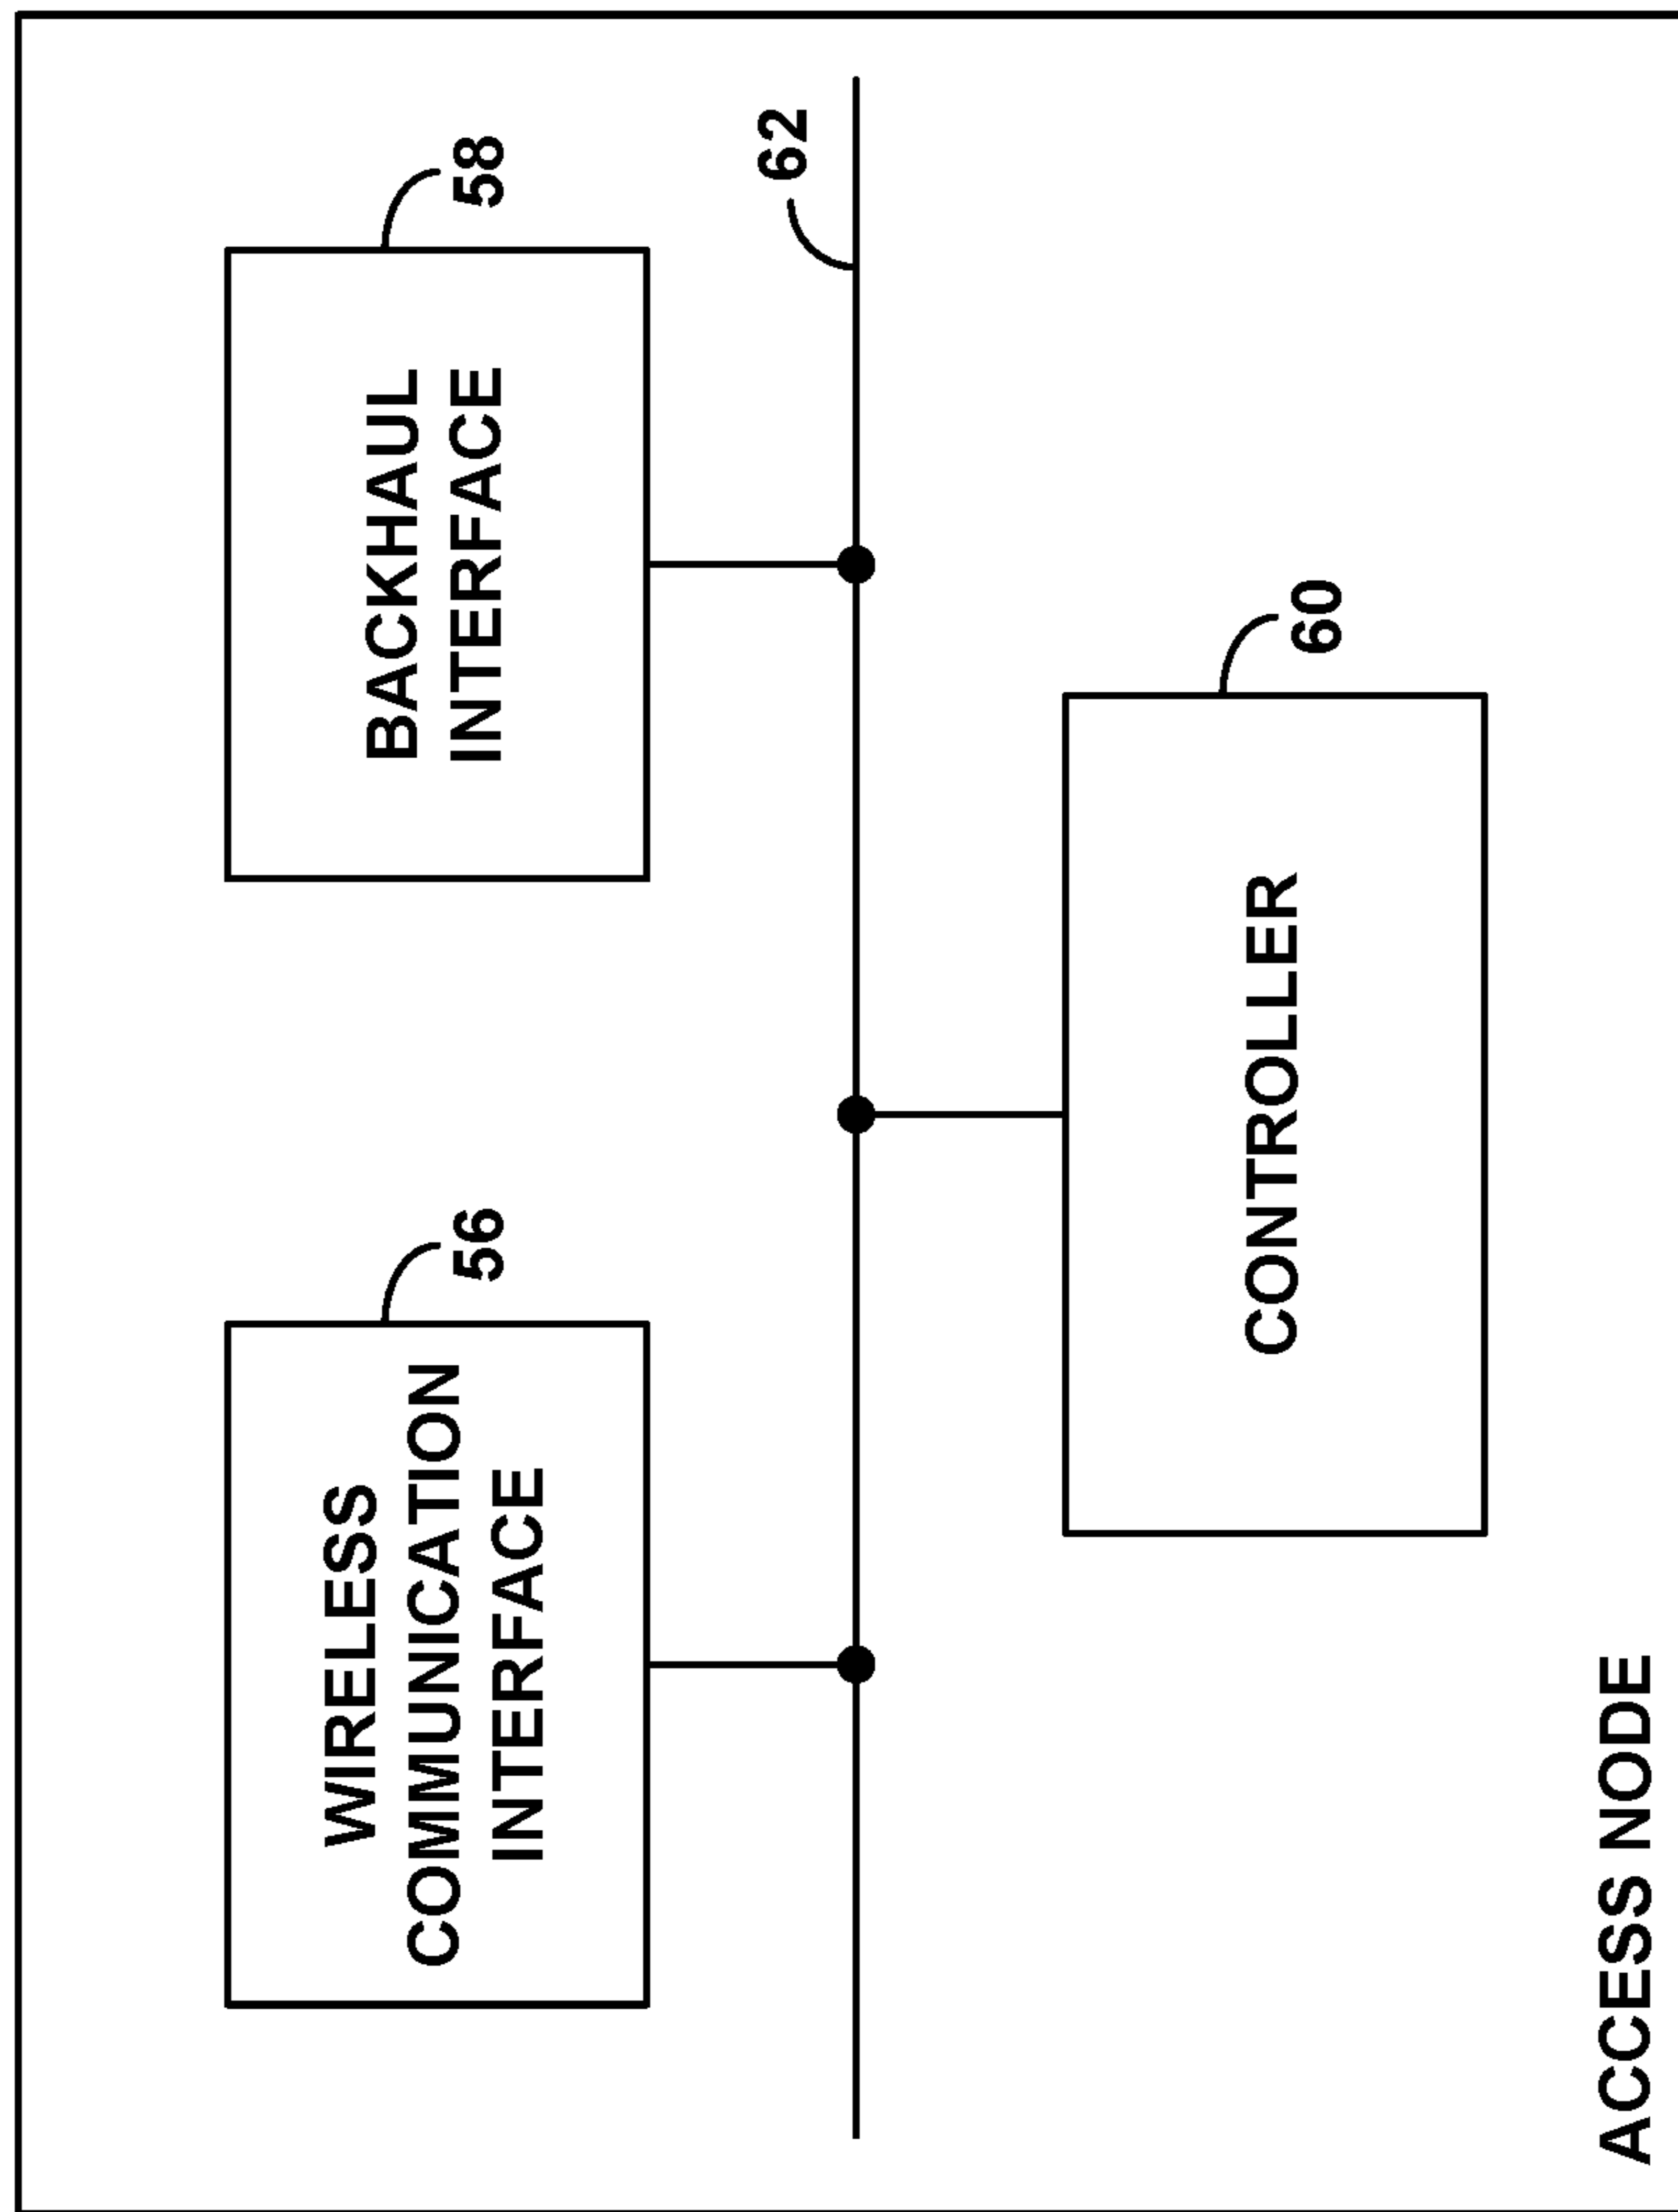 WIRELESS
COMMUNICATION
INTERFACE
56
BACKHAUL
INTERFACE
58
62
CONTROLLER
60
ACCESS NODE